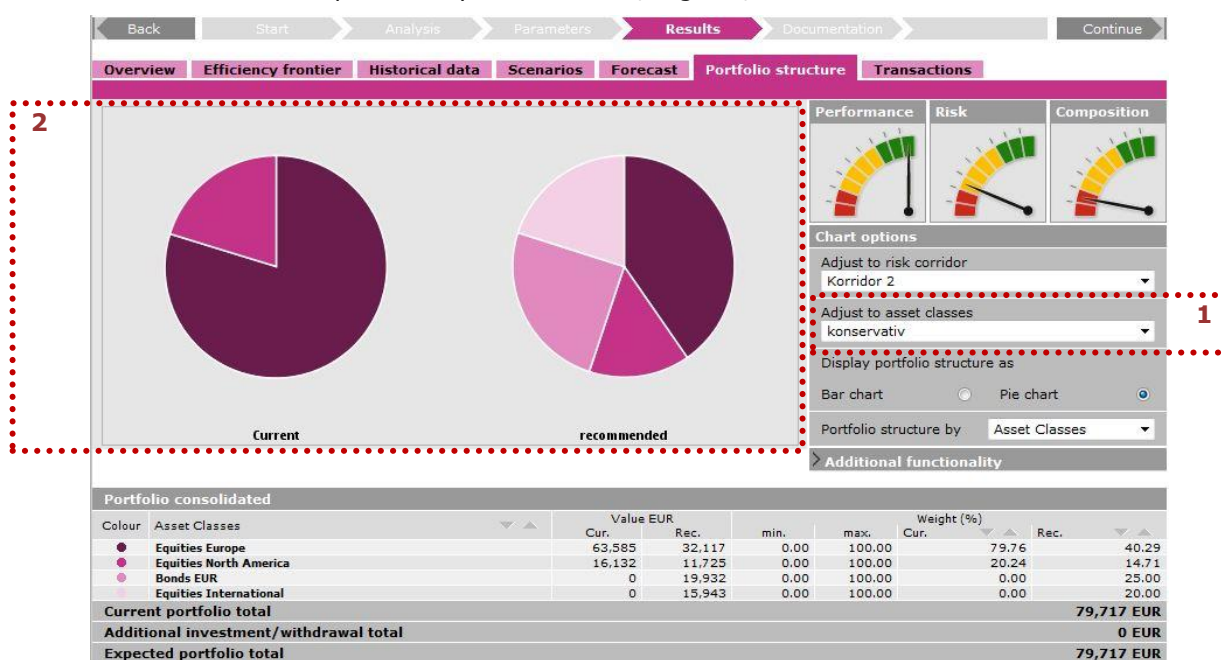 Back Start Analysis Parameters Results Documentation Continue
Overview Efficiency frontier Historical data Scenarios Forecast Portfolio structure Transactions
2
Current
recommended
Performance Risk Composition
Chart options
Adjust to risk corridor
Korridor 2
Adjust to asset classes
konservativ
1
Display portfolio structure as
Bar chart Pie chart
Portfolio structure by Asset Classes
Additional functionality
Portfolio consolidated
Colour Asset Classes Value EUR Weight (%)
Cur. Rec. min. max. Cur. Rec.
Equities Europe 63,585 32,117 0.00 100.00 79.76 40.29
Equities North America 16,132 11,725 0.00 100.00 20.24 14.71
Bonds EUR 0 19,932 0.00 100.00 0.00 25.00
Equities International 0 15,943 0.00 100.00 0.00 20.00
Current portfolio total 79,717 EUR
Additional investment/withdrawal total 0 EUR
Expected portfolio total 79,717 EUR